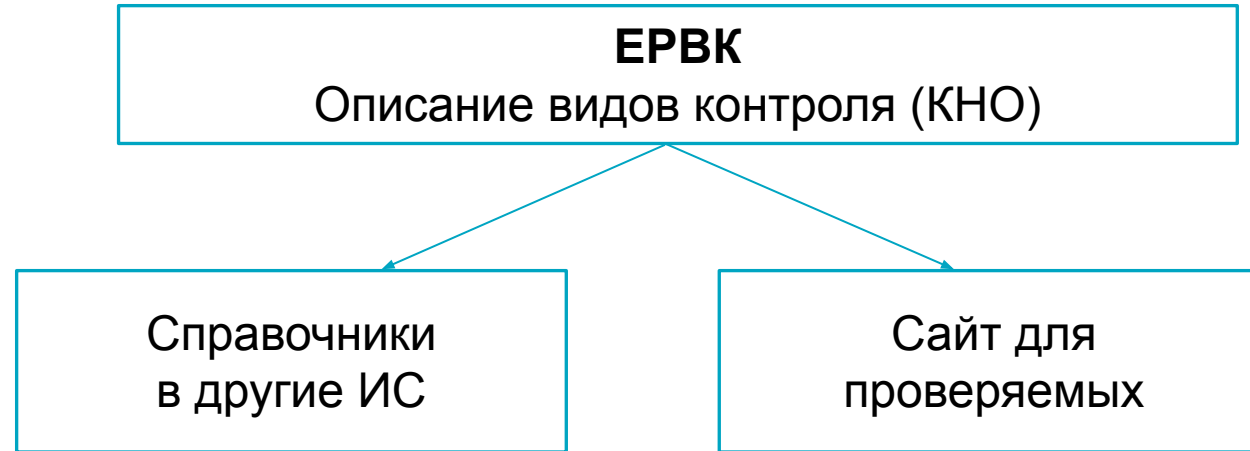 ЕРВК
Описание видов контроля (КНО)
Справочники
в другие ИС
Сайт для
проверяемых